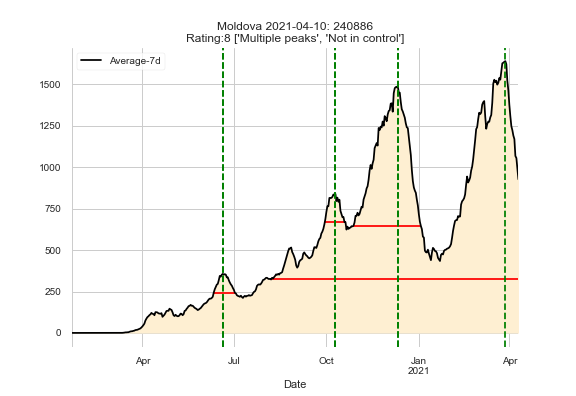 Moldova 2021-04-10: 240886
Rating:8 ['Multiple peaks', 'Not in control']
Average-7d
1500
1250
1000
750
500
250
0
Apr Jul Oct Jan Apr
2021
Date